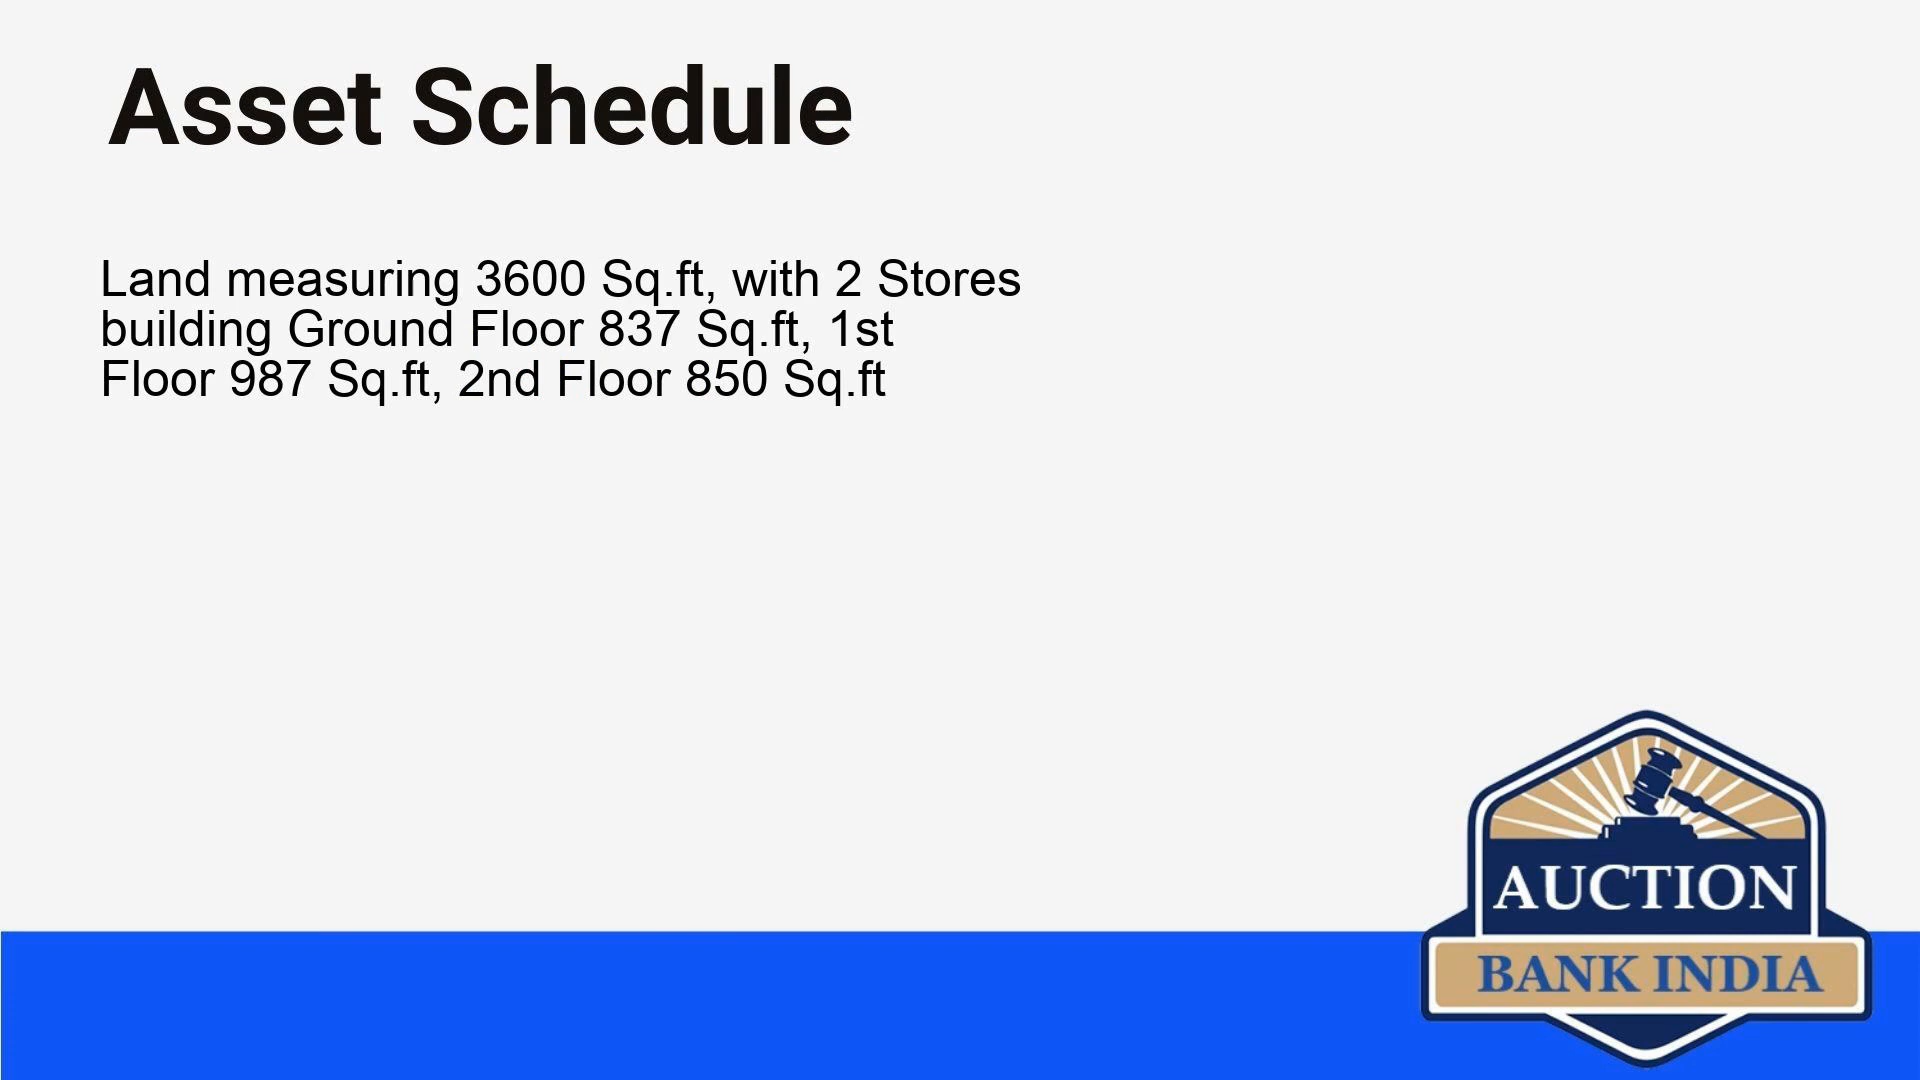 Asset Schedule
Land measuring 3600 Sq.ft, with 2 Stores
building Ground Floor 837 Sq.ft, 1st
Floor 987 Sq.ft, 2nd Floor 850 Sq.ft
AUCTION
BANK INDIA